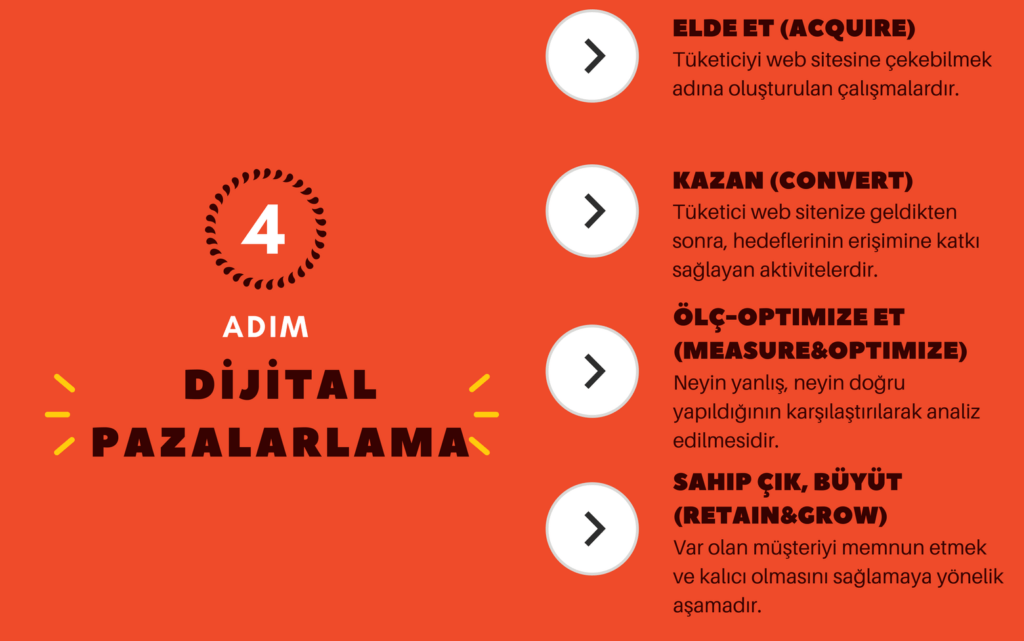 4
ADIM
DİJİTAL
PAZALARLAMA
ELDE ET (ACQUIRE)
Tüketiciyi web sitesine çekebilmek
adına oluşturulan çalışmalardır.
KAZAN (CONVERT)
Tüketici web sitenize geldikten
sonra, hedeflerinin erişimine katkı
sağlayan aktivitelerdir.
ÖLÇ-OPTIMIZE ET
(MEASURE&OPTIMIZE)
Neyin yanlış, neyin doğru
yapıldığının karşılaştırılarak analiz
edilmesidir.
SAHIP ÇIK, BÜYÜT
(RETAIN&GROW)
Var olan müşteriyi memnun etmek
ve kalıcı olmasını sağlamaya yönelik
aşamadır.